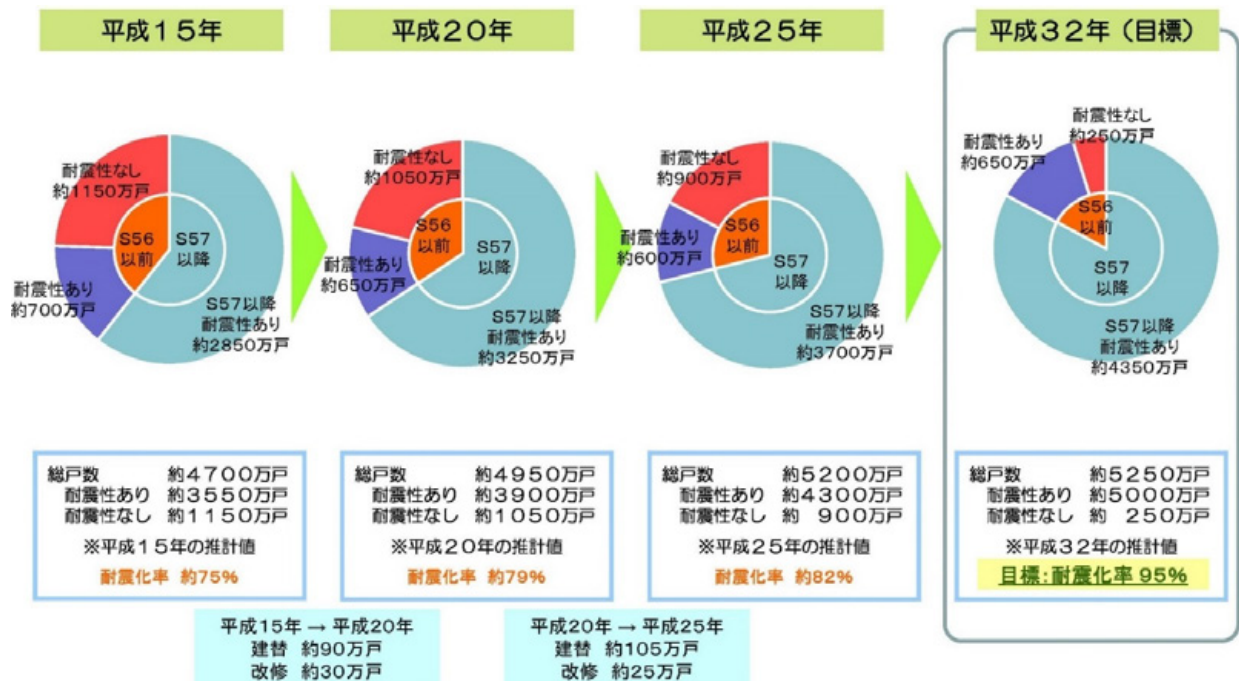 平成15年
平成20年
平成25年
平成32年（目標）
耐震性なし
約1150万戸
S56
以前
S57
以降
耐震性あり
約700万戸
S57以降
耐震性あり
約2850万戸
耐震性なし
約1050万戸
S56
以前
S57
以降
耐震性あり
約650万戸
S57以降
耐震性あり
約3250万戸
耐震性なし
約900万戸
S56
以前
耐震性あり
約600万戸
S57
以降
S57以降
耐震性あり
約3700万戸
耐震性なし
約250万戸
耐震性あり
約650万戸
S56
以前
S57
以降
S57以降
耐震性あり
約4350万戸
総戸数 約4700万戸
耐震性あり 約3550万戸
耐震性なし 約1150万戸
※平成15年の推計値
耐震化率 約75%
総戸数 約4950万戸
耐震性あり 約3900万戸
耐震性なし 約1050万戸
※平成20年の推計値
耐震化率 約79%
総戸数 約5200万戸
耐震性あり 約4300万戸
耐震性なし 約 900万戸
※平成25年の推計値
耐震化率 約82%
総戸数 約5250万戸
耐震性あり 約5000万戸
耐震性なし 約 250万戸
※平成32年の推計値
目標:耐震化率 95%
平成15年 → 平成20年
建替 約90万戸
改修 約30万戸
平成20年 → 平成25年
建替 約105万戸
改修 約25万戸